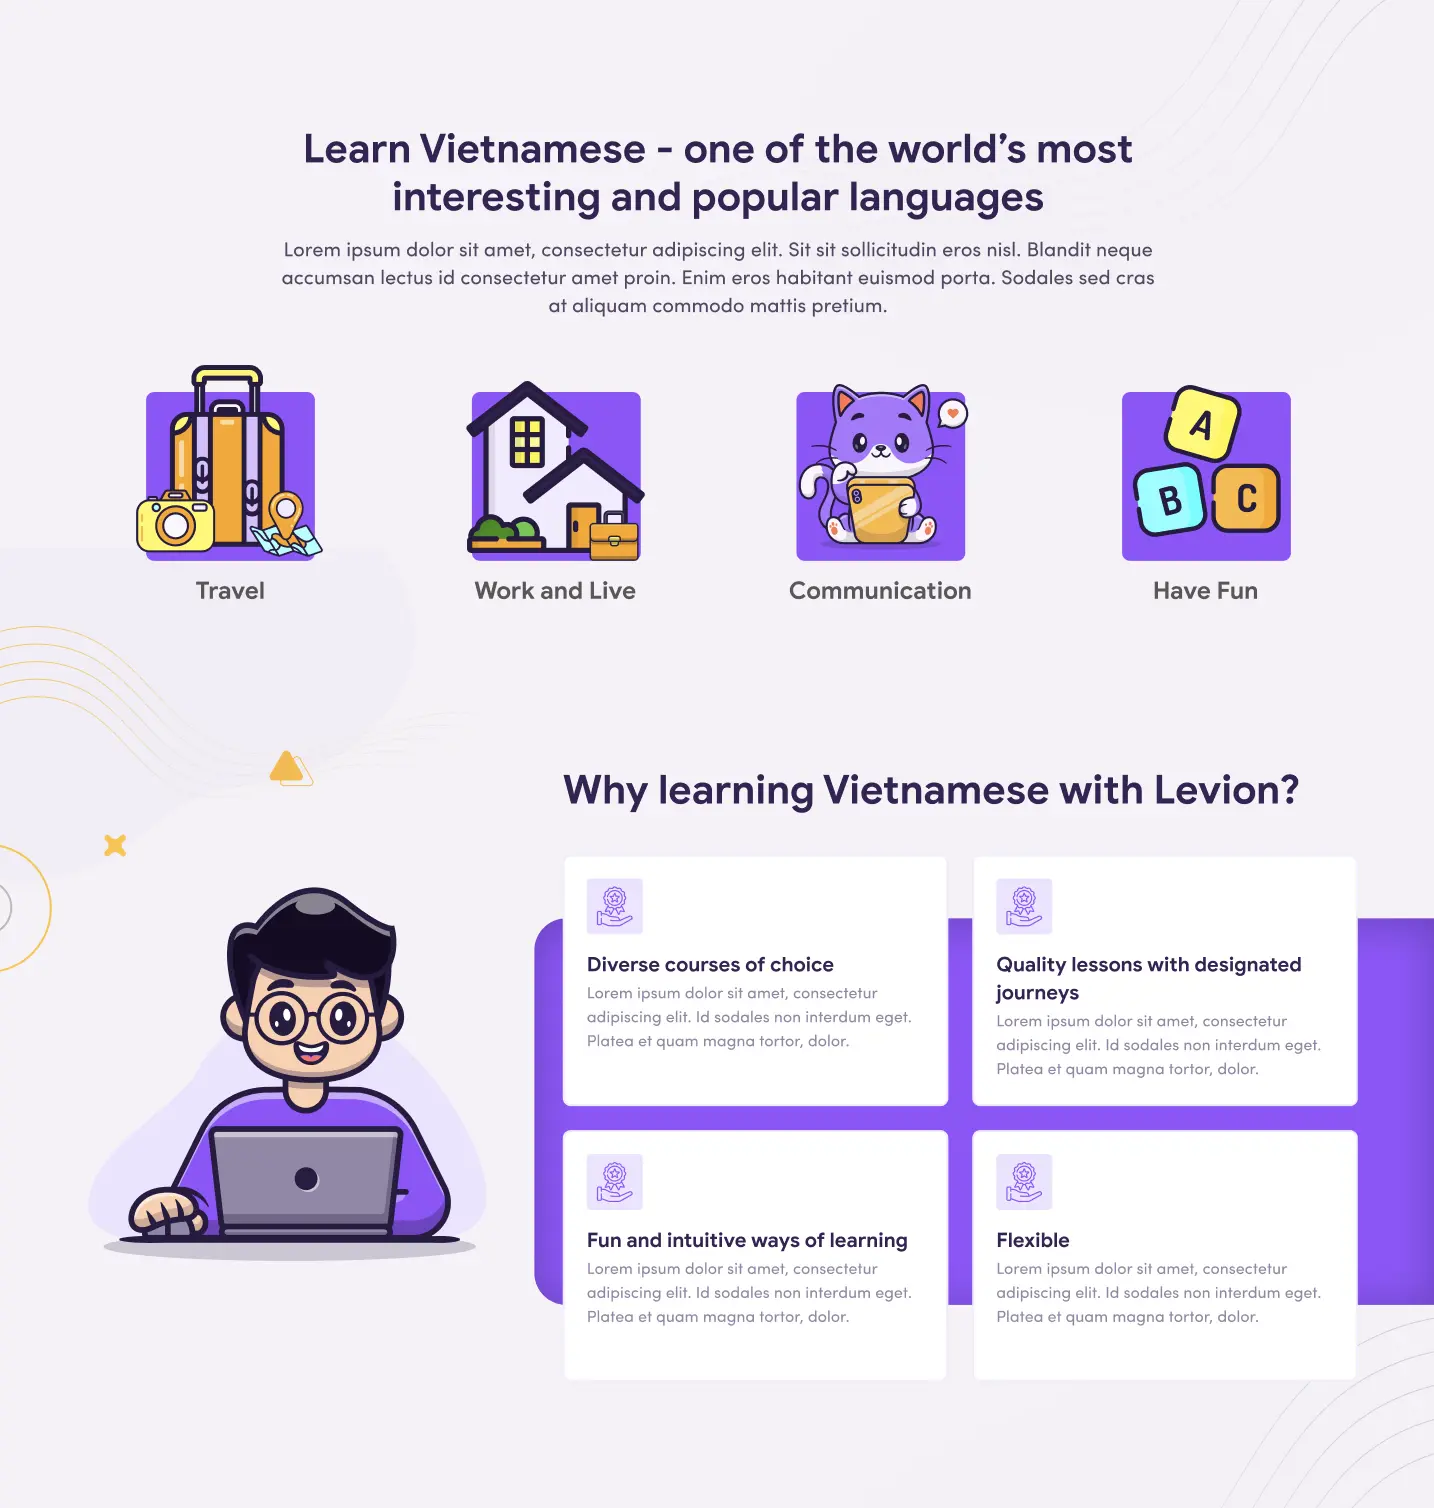 Learn Vietnamese - one of the world’s most
interesting and popular languages
Lorem ipsum dolor sit amet, consectetur adipiscing elit. Sit sit sollicitudin eros nisl. Blandit neque
accumsan lectus id consectetur amet proin. Enim eros habitant euismod porta. Sodales sed cras
at aliquam commodo mattis pretium.
A
B
C
Travel
Work and Live
Communication
Have Fun
Why learning Vietnamese with Levion?
Diverse courses of choice
Lorem ipsum dolor sit amet, consectetur
adipiscing elit. Id sodales non interdum eget.
Platea et quam magna tortor, dolor.
Quality lessons with designated
journeys
Lorem ipsum dolor sit amet, consectetur
adipiscing elit. Id sodales non interdum eget.
Platea et quam magna tortor, dolor.
Fun and intuitive ways of learning
Lorem ipsum dolor sit amet, consectetur
adipiscing elit. Id sodales non interdum eget.
Platea et quam magna tortor, dolor.
Flexible
Lorem ipsum dolor sit amet, consectetur
adipiscing elit. Id sodales non interdum eget.
Platea et quam magna tortor, dolor.